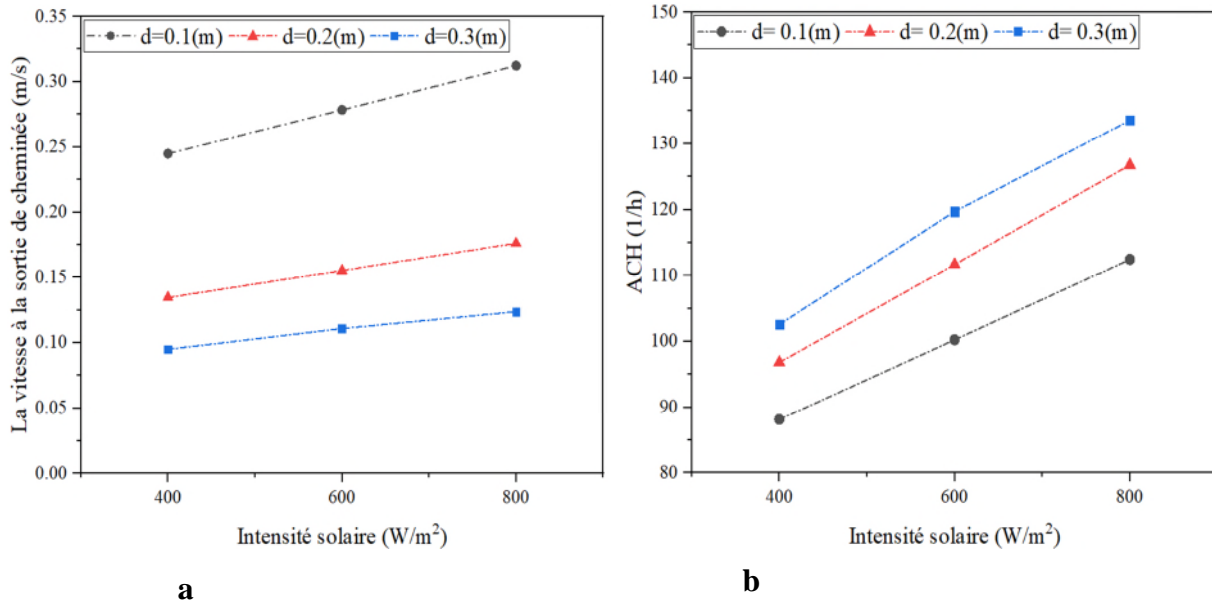 d=0.1(m) d=0.2(m) d=0.3(m)
La vitesse à la sortie de cheminée (m/s)
0.35
0.30
0.25
0.20
0.15
0.10
0.05
0.00
400 600 800
Intensité solaire (W/m²)
a
d= 0.1(m) d= 0.2(m) d= 0.3(m)
ACH (1/h)
150
140
130
120
110
100
90
80
400 600 800
Intensité solaire (W/m²)
b